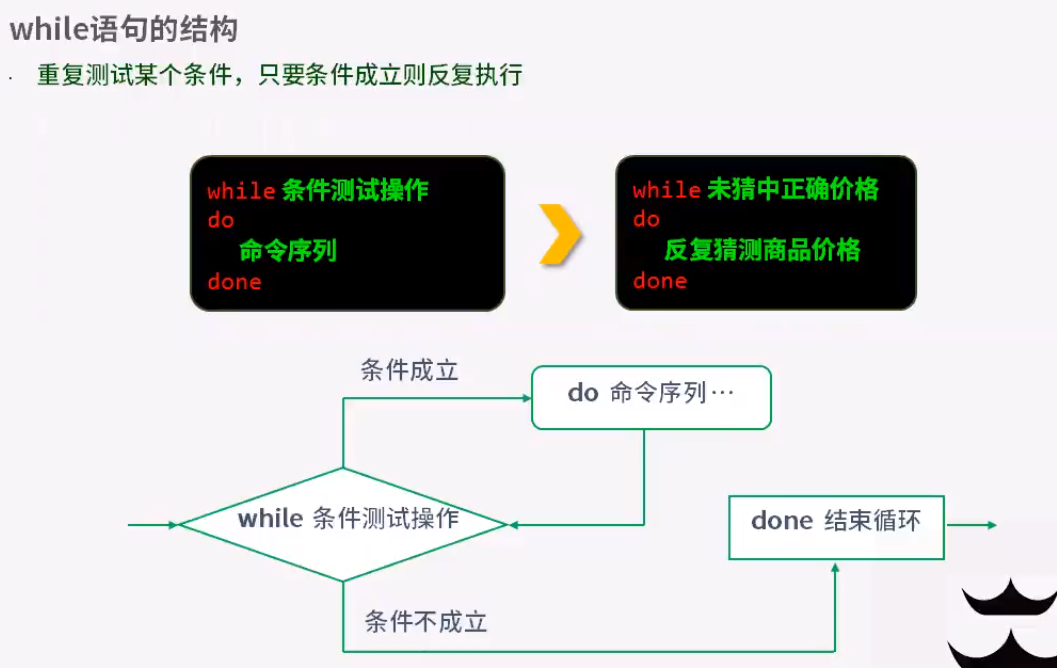 while语句的结构
· 重复测试某个条件，只要条件成立则反复执行
while 条件测试操作
do
命令序列
done
while 未猜中正确价格
do
反复猜测商品价格
done
条件成立
do 命令序列…
while 条件测试操作
done 结束循环
条件不成立